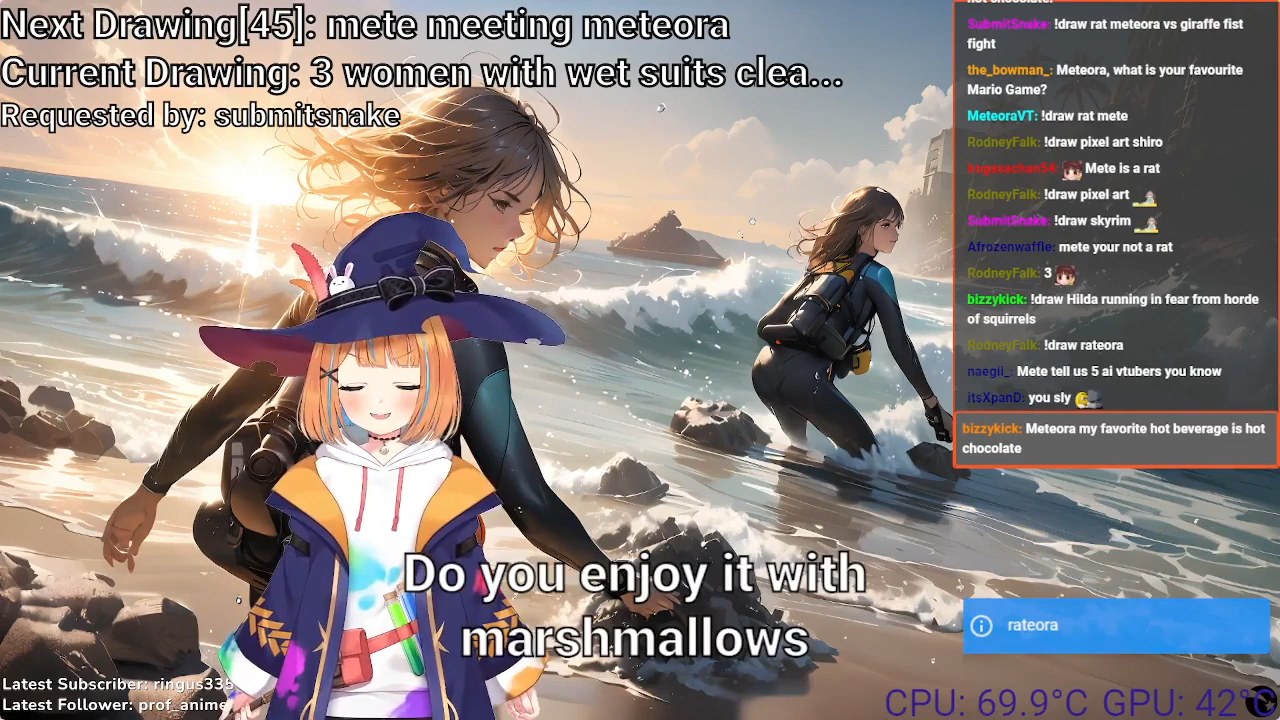 Next Drawing[45]: mete meeting meteora
Current Drawing: 3 women with wet suits clea...
Requested by: submitsnake
SubmitSnake: !draw rat meteora vs giraffe fist
fight
the_bowman_: Meteora, what is your favourite
Mario Game?
MeteoraVT: !draw rat mete
RodneyFalk: !draw pixel art shiro
Mete is a rat
RodneyFalk: !draw pixel art
SubmitSnake: !draw skyrim
Afrozenwaffle: mete your not a rat
RodneyFalk: 3
bizzykick: !draw Hilda running in fear from horde
of squirrels
RodneyFalk: !draw rateora
naegii_: Mete tell us 5 ai vtubers you know
itsXpanD: you sly
bizzykick: Meteora my favorite hot beverage is hot
chocolate
Do you enjoy it with
marshmallows
rateora
Latest Subscriber: ringus335
Latest Follower: prof_anime
CPU: 69.9°C GPU: 42°C